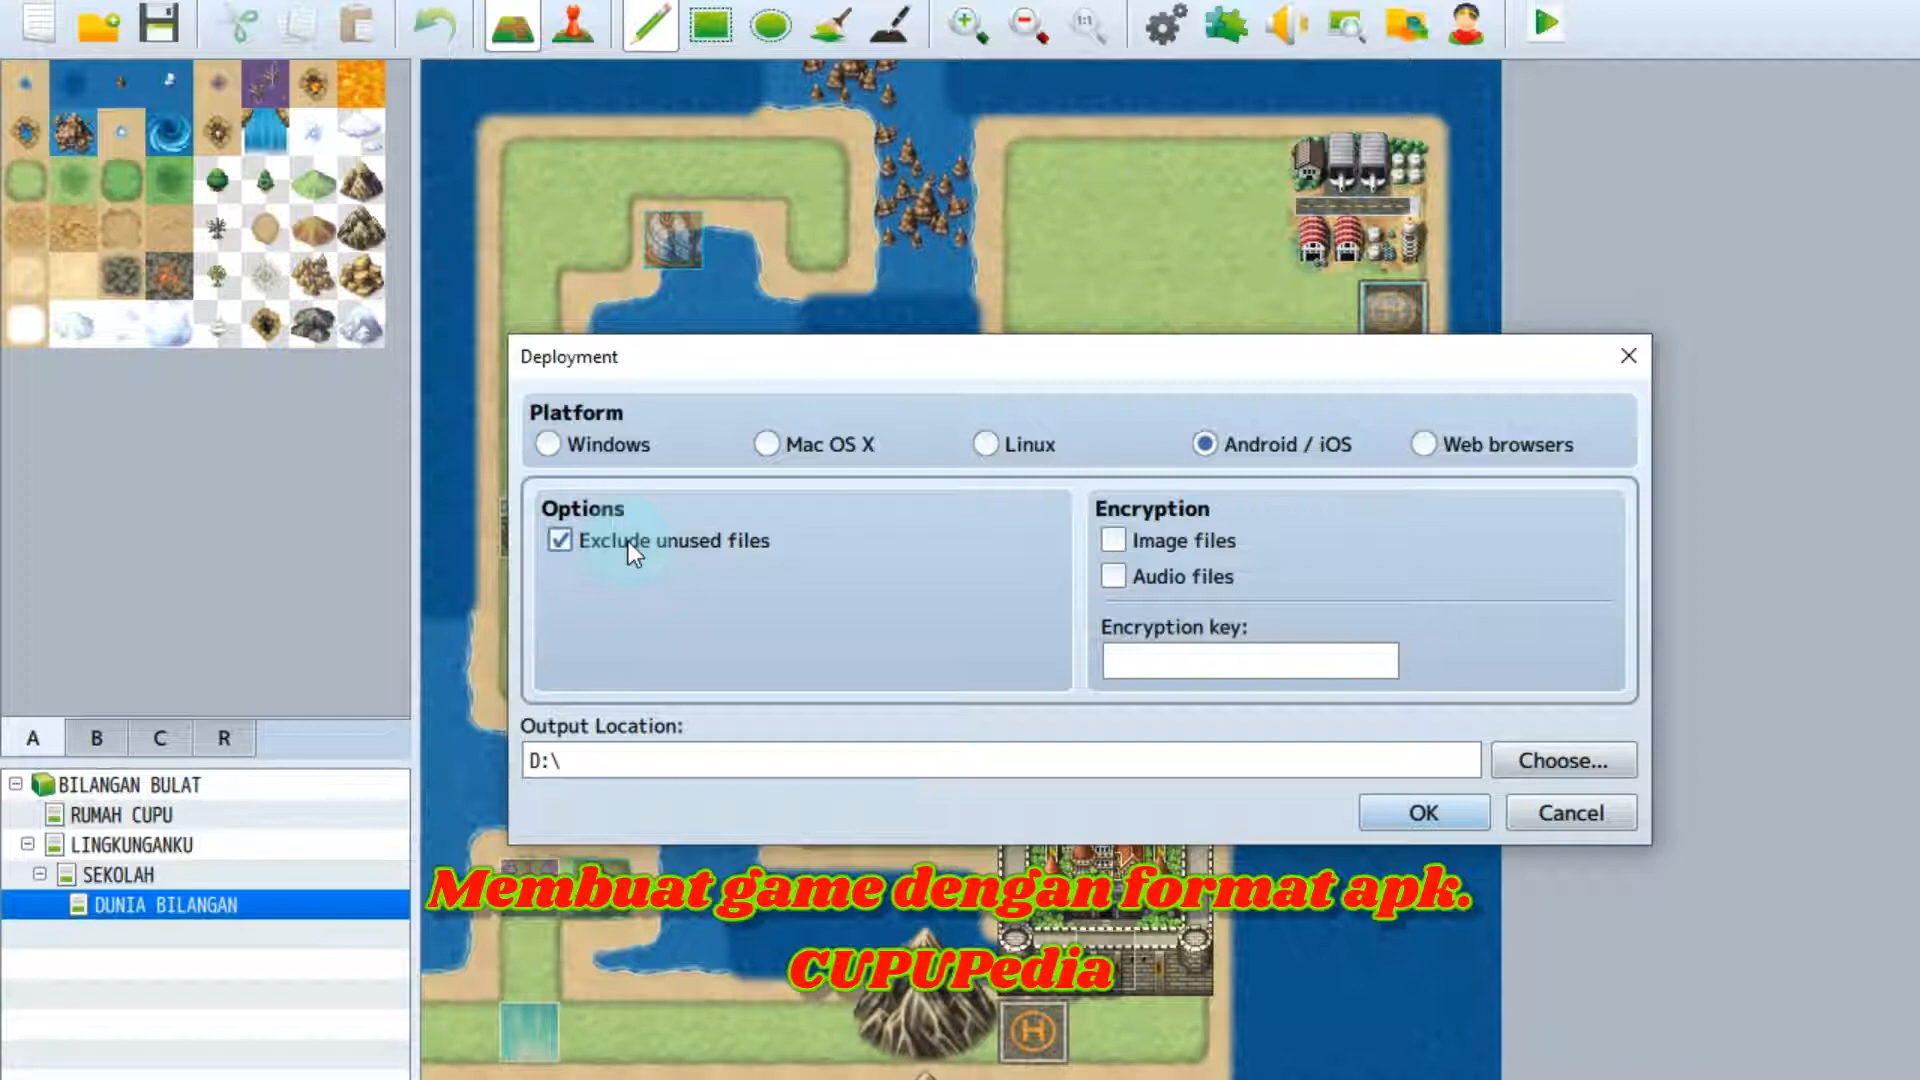 1:1
Deployment
Platform
Windows
Mac OS X
Linux
Android / iOS
Web browsers
Options
Exclude unused files
Encryption
Image files
Audio files
Encryption key:
Output Location:
D:\
Choose...
OK
Cancel
A
B
C
R
BILANGAN BULAT
RUMAH CUPU
LINGKUNGANKU
SEKOLAH
DUNIA BILANGAN
Membuat game dengan format apk.
CUPUPedia
H